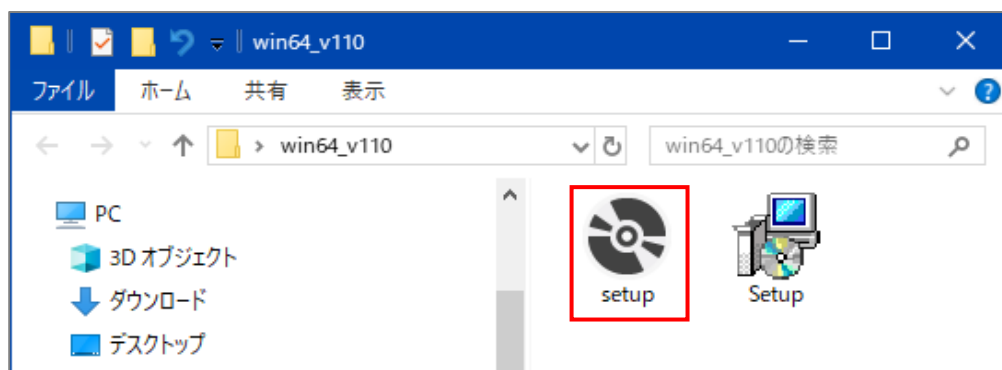 win64_v110
ファイル ホーム 共有 表示
win64_v110 win64_v110の検索
PC
3D オブジェクト
ダウンロード
デスクトップ
setup Setup